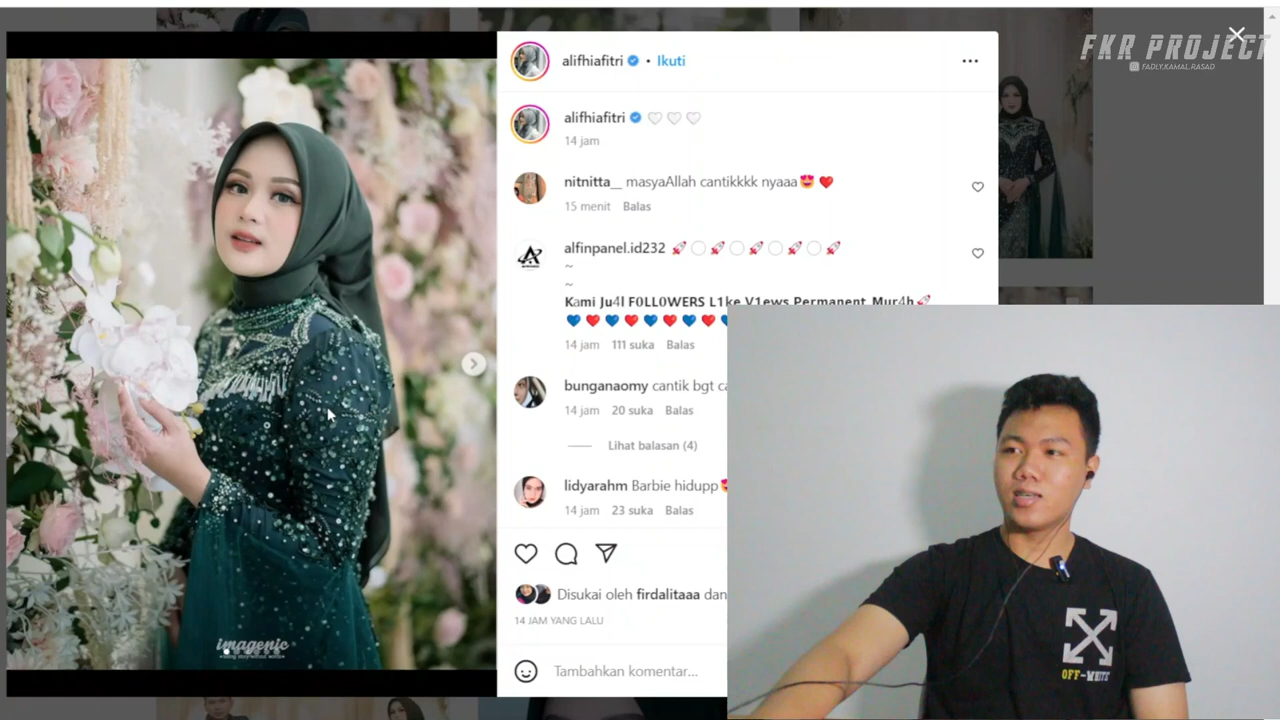 FKR PROJECT
FADLY.KAMAL.RASAD
alifhiafitri • Ikuti
alifhiafitri 🤍 🤍 🤍
14 jam
nitnitta__ masyaAllah cantikkkk nyaaa😍 ❤️
15 menit Balas
alfinpanel.id232 🚀⚪🚀⚪🚀⚪🚀⚪🚀
~
~
K𝕒mi Ju4l F0LL0WERS L1ke V1ews Permanent Mur4h🚀
💙❤️💙❤️💙❤️💙❤️💙
14 jam 111 suka Balas
bunganaomy cantik bgt
14 jam 20 suka Balas
Lihat balasan (4)
lidyarahm Barbie hidupp
14 jam 23 suka Balas
Disukai oleh firdalitaaa dan
14 JAM YANG LALU
Tambahkan komentar...
imagenic
OFF-WHITE